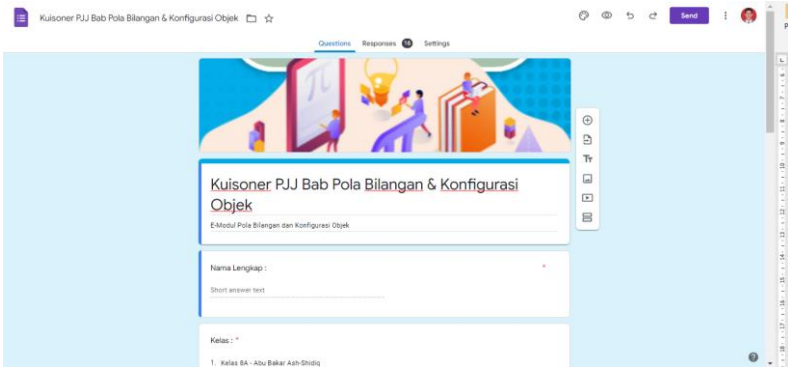 Kuisoner PJJ Bab Pola Bilangan & Konfigurasi Objek
Send
Questions Responses 14 Settings
π
Kuisoner PJJ Bab Pola Bilangan & Konfigurasi
Objek
E-Modul Pola Bilangan dan Konfigurasi Objek
Nama Lengkap : *
Short answer text
Kelas : *
1. Kelas 8A - Abu Bakar Ash-Shidiq